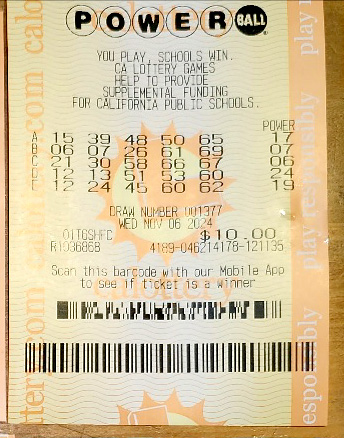 POWER BALL
YOU PLAY, SCHOOLS WIN.
CA LOTTERY GAMES
HELP TO PROVIDE
SUPPLEMENTAL FUNDING
FOR CALIFORNIA PUBLIC SCHOOLS.
POWER
A 15 39 48 50 65 17
B 06 07 26 61 69 07
C 21 30 58 66 67 06
D 12 13 51 53 60 24
E 12 24 45 60 62 19
DRAW NUMBER 001377
WED NOV 06 2024
$10.00
4189-046214178-121135
Scan this barcode with our Mobile App
to see if ticket is a winner
lottery
play responsibly